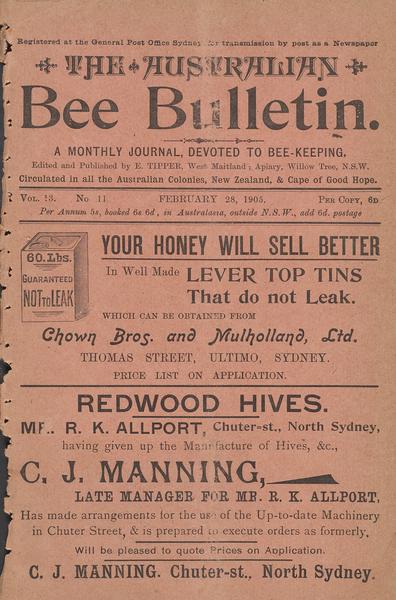 Registered at the General Post Office Sydney for transmission by post as a Newspaper
THE AUSTRALIAN
Bee Bulletin.
A MONTHLY JOURNAL, DEVOTED TO BEE-KEEPING,
Edited and Published by E. TIPPER, West Maitland; Apiary, Willow Tree, N.S.W.
Circulated in all the Australian Colonies, New Zealand, & Cape of Good Hope.
VOL. 13. No 11 FEBRUARY 28, 1905. PER COPY, 6D
Per Annum 5s, booked 6s 6d, in Australasia, outside N.S.W., add 6d. postage
60.Lbs.
GUARANTEED
NOT TO LEAK
YOUR HONEY WILL SELL BETTER
In Well Made LEVER TOP TINS
That do not Leak.
WHICH CAN BE OBTAINED FROM
Chown Bros. and Mulholland, Ltd.
THOMAS STREET, ULTIMO, SYDNEY.
PRICE LIST ON APPLICATION.
REDWOOD HIVES.
MR. R. K. ALLPORT, Chuter-st., North Sydney,
having given up the Manufacture of Hives, &c.,
C. J. MANNING,
LATE MANAGER FOR MR. R. K. ALLPORT,
Has made arrangements for the use of the Up-to-date Machinery
in Chuter Street, & is prepared to execute orders as formerly.
Will be pleased to quote Prices on Application.
C. J. MANNING. Chuter-st., North Sydney.